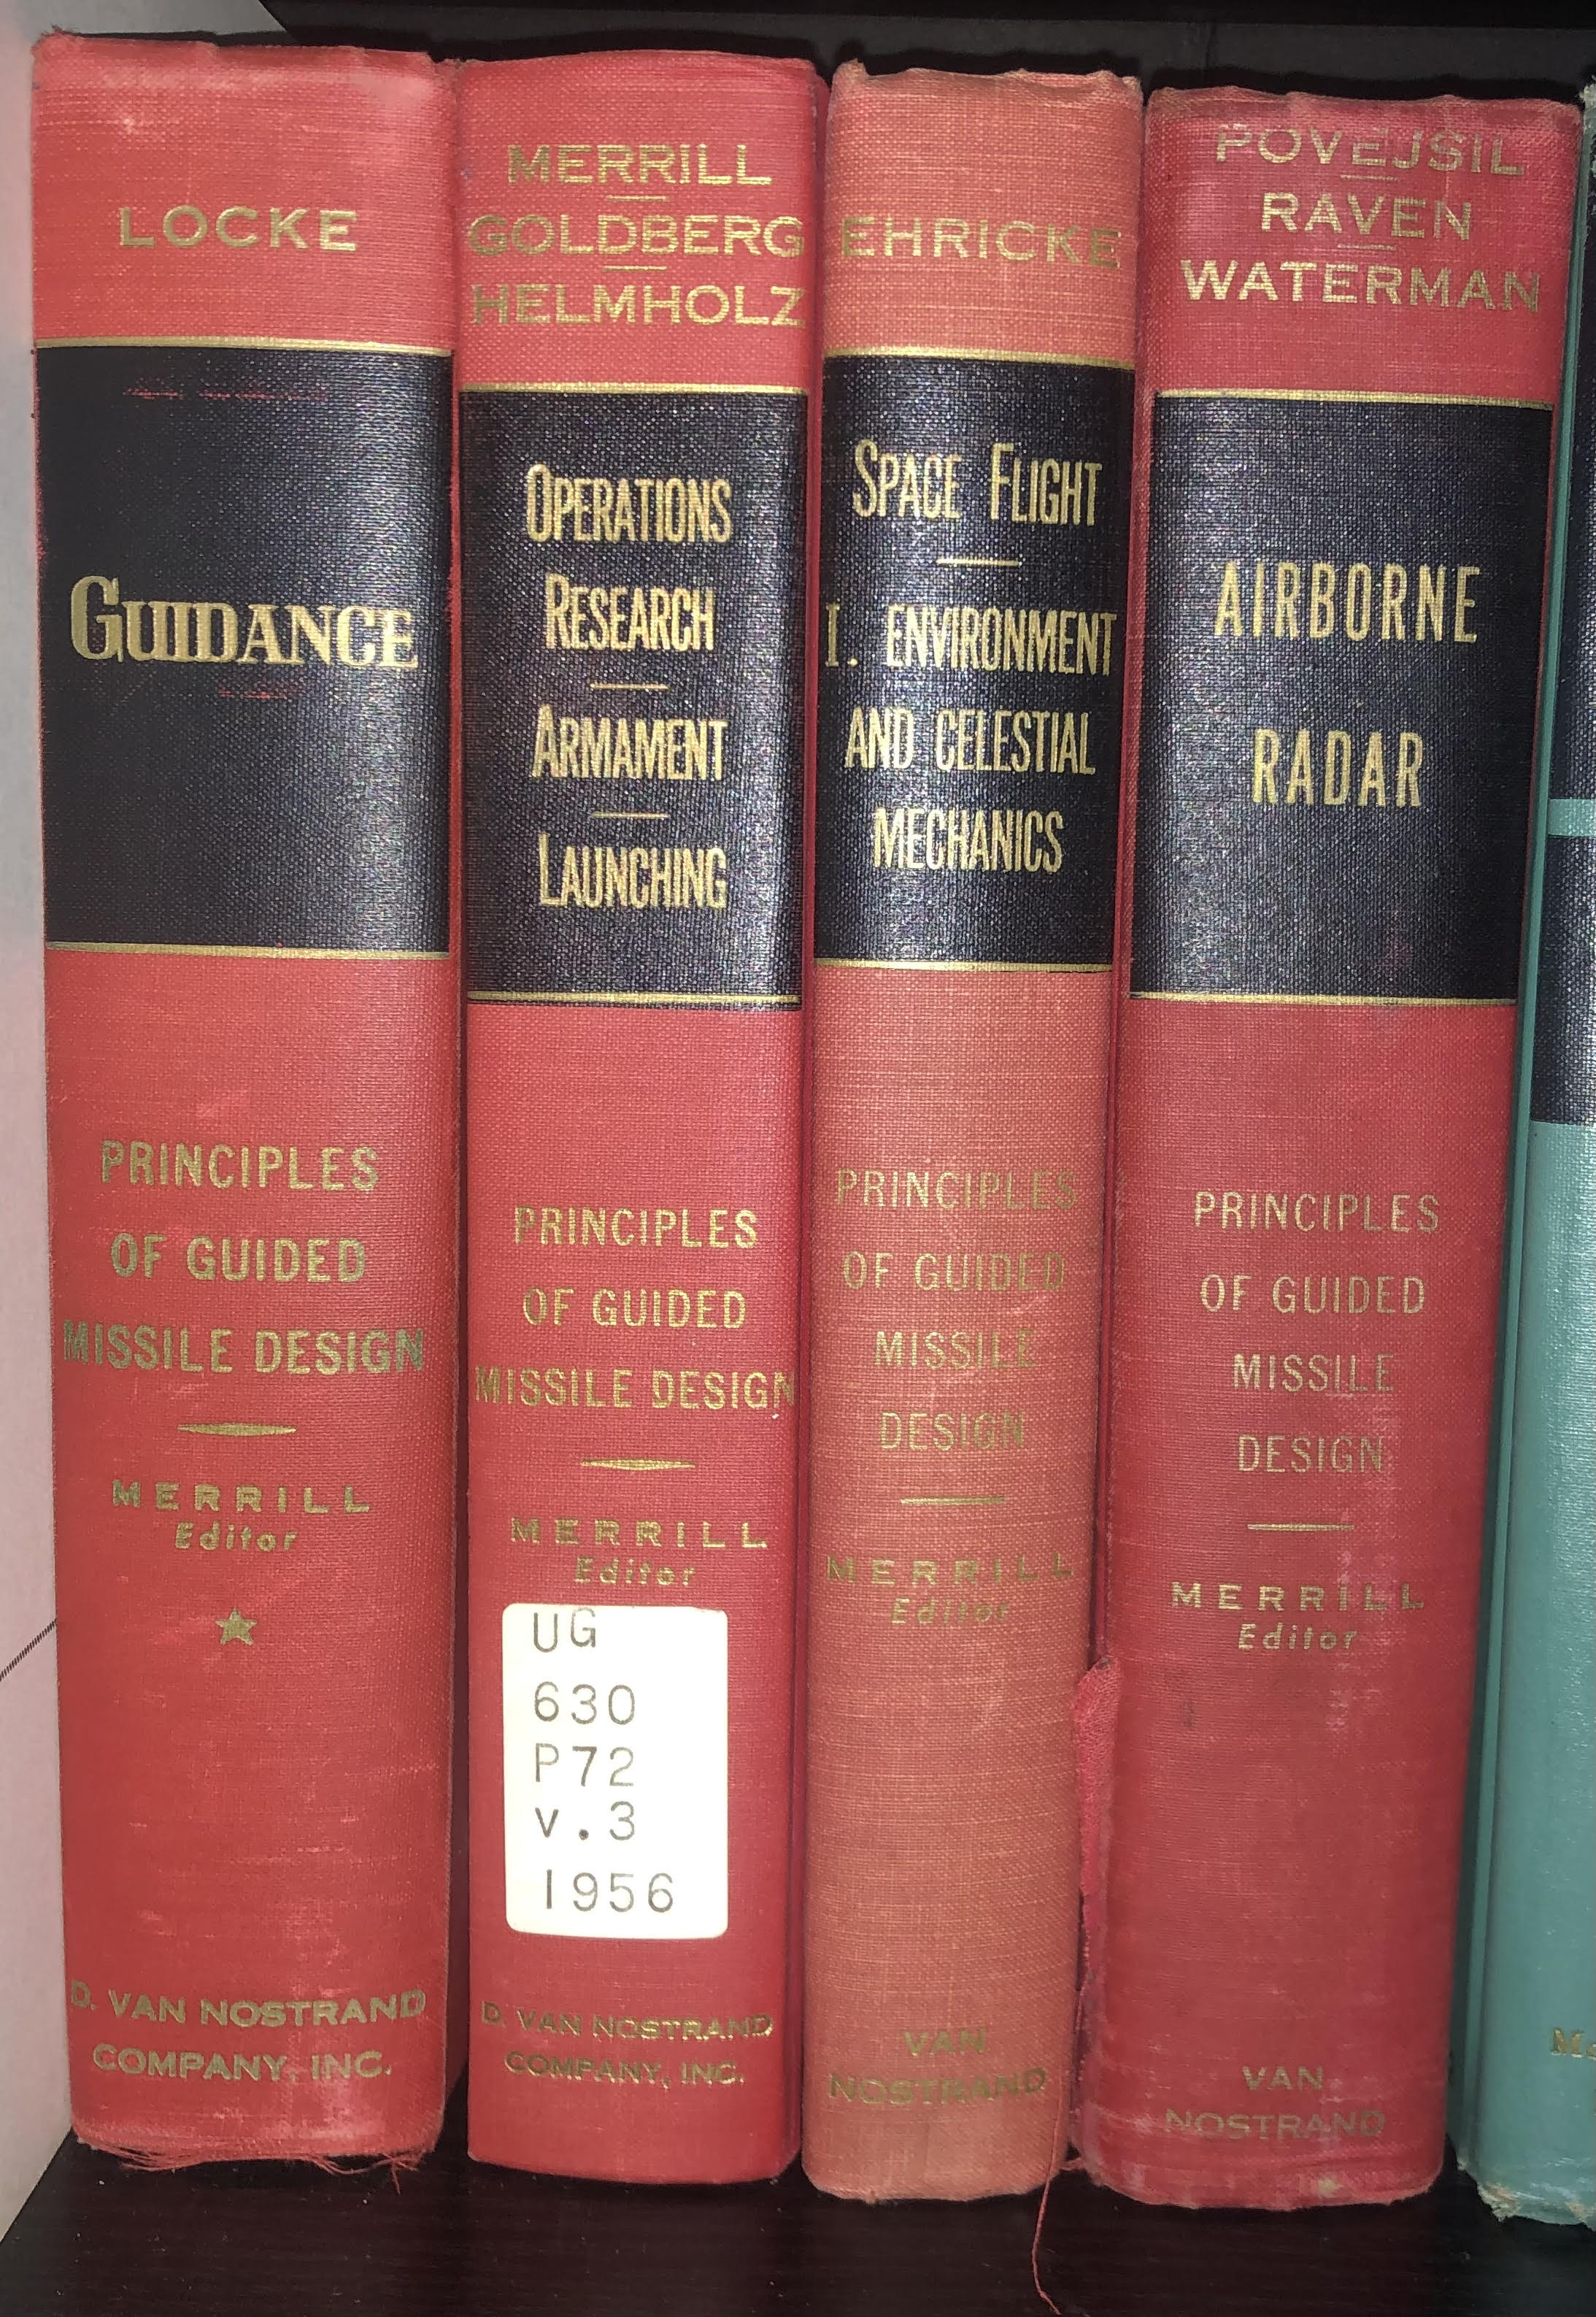 LOCKE
GUIDANCE
PRINCIPLES
OF GUIDED
MISSILE DESIGN
MERRILL
Editor
D. VAN NOSTRAND
COMPANY, INC.
MERRILL
GOLDBERG
HELMHOLZ
OPERATIONS
RESEARCH
ARMAMENT
LAUNCHING
PRINCIPLES
OF GUIDED
MISSILE DESIGN
MERRILL
Editor
UG
630
P72
v.3
1956
D. VAN NOSTRAND
COMPANY, INC.
EHRICKE
SPACE FLIGHT
I. ENVIRONMENT
AND CELESTIAL
MECHANICS
PRINCIPLES
OF GUIDED
MISSILE
DESIGN
MERRILL
Editor
VAN
NOSTRAND
POVEJSIL
RAVEN
WATERMAN
AIRBORNE
RADAR
PRINCIPLES
OF GUIDED
MISSILE
DESIGN
MERRILL
Editor
VAN
NOSTRAND